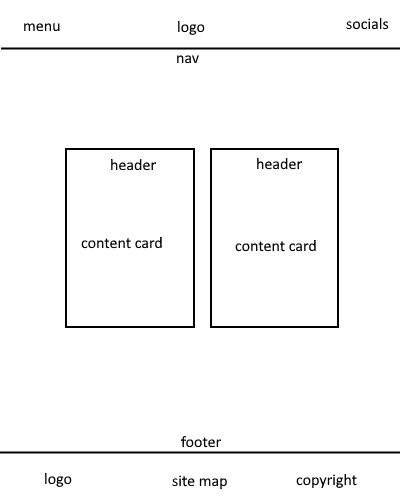 menu
logo
socials
nav
header
header
content card
content card
footer
logo
site map
copyright